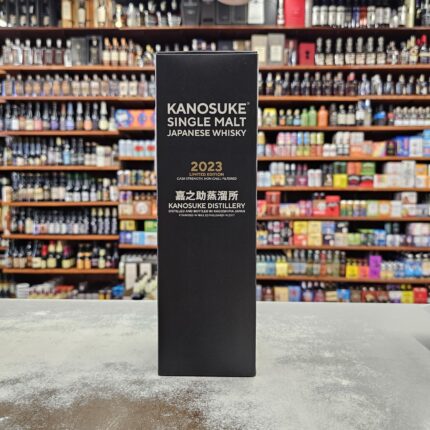 KANOSUKE®
SINGLE MALT
JAPANESE WHISKY
2023
LIMITED EDITION
CASK STRENGTH, NON CHILL FILTERED
嘉之助蒸溜所
KANOSUKE DISTILLERY
DISTILLED AND BOTTLED IN KAGOSHIMA JAPAN